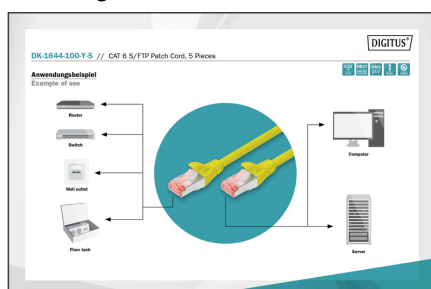 DIGITUS®
DK-1644-100-Y-5 // CAT 6 S/FTP Patch Cord, 5 Pieces
Anwendungsbeispiel
Example of use
Router
Switch
Wall outlet
Floor tank
Computer
Server